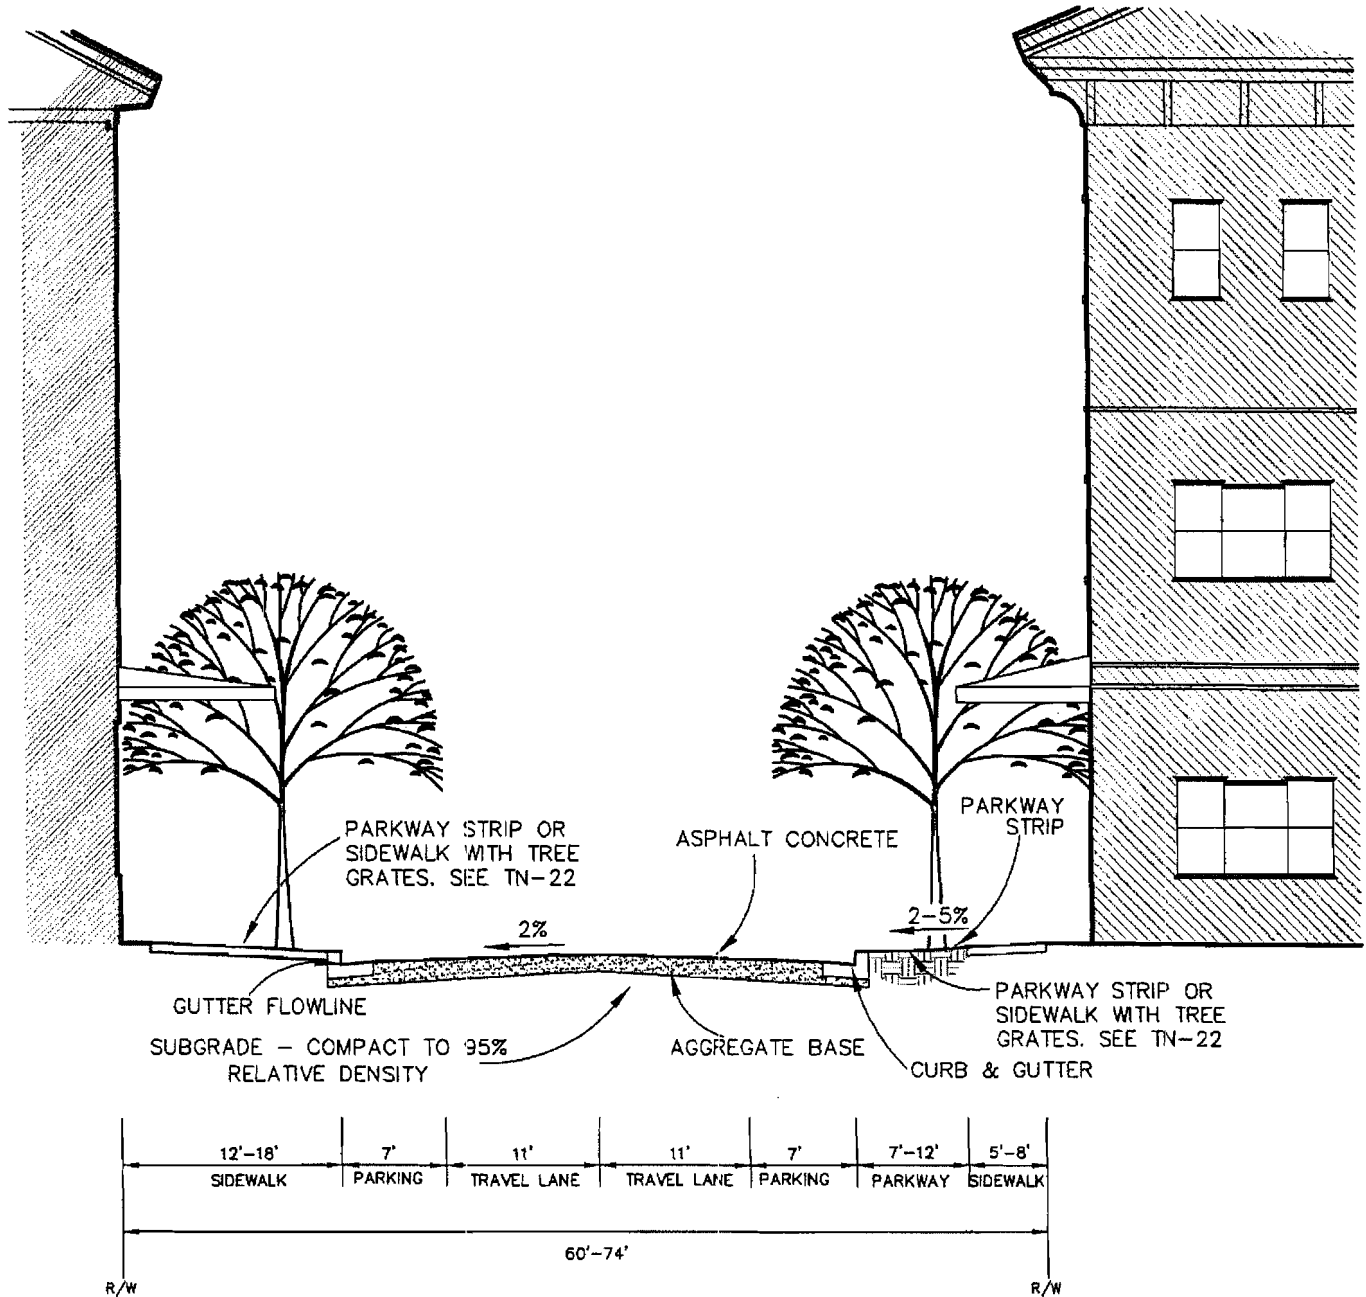 PARKWAY STRIP OR
SIDEWALK WITH TREE
GRATES. SEE TN-22
ASPHALT CONCRETE
PARKWAY
STRIP
2%
2-5%
GUTTER FLOWLINE
SUBGRADE - COMPACT TO 95%
RELATIVE DENSITY
AGGREGATE BASE
PARKWAY STRIP OR
SIDEWALK WITH TREE
GRATES. SEE TN-22
CURB & GUTTER
12'-18' 7' 11' 11' 7' 7'-12' 5'-8'
SIDEWALK PARKING TRAVEL LANE TRAVEL LANE PARKING PARKWAY SIDEWALK
60'-74'
R/W R/W